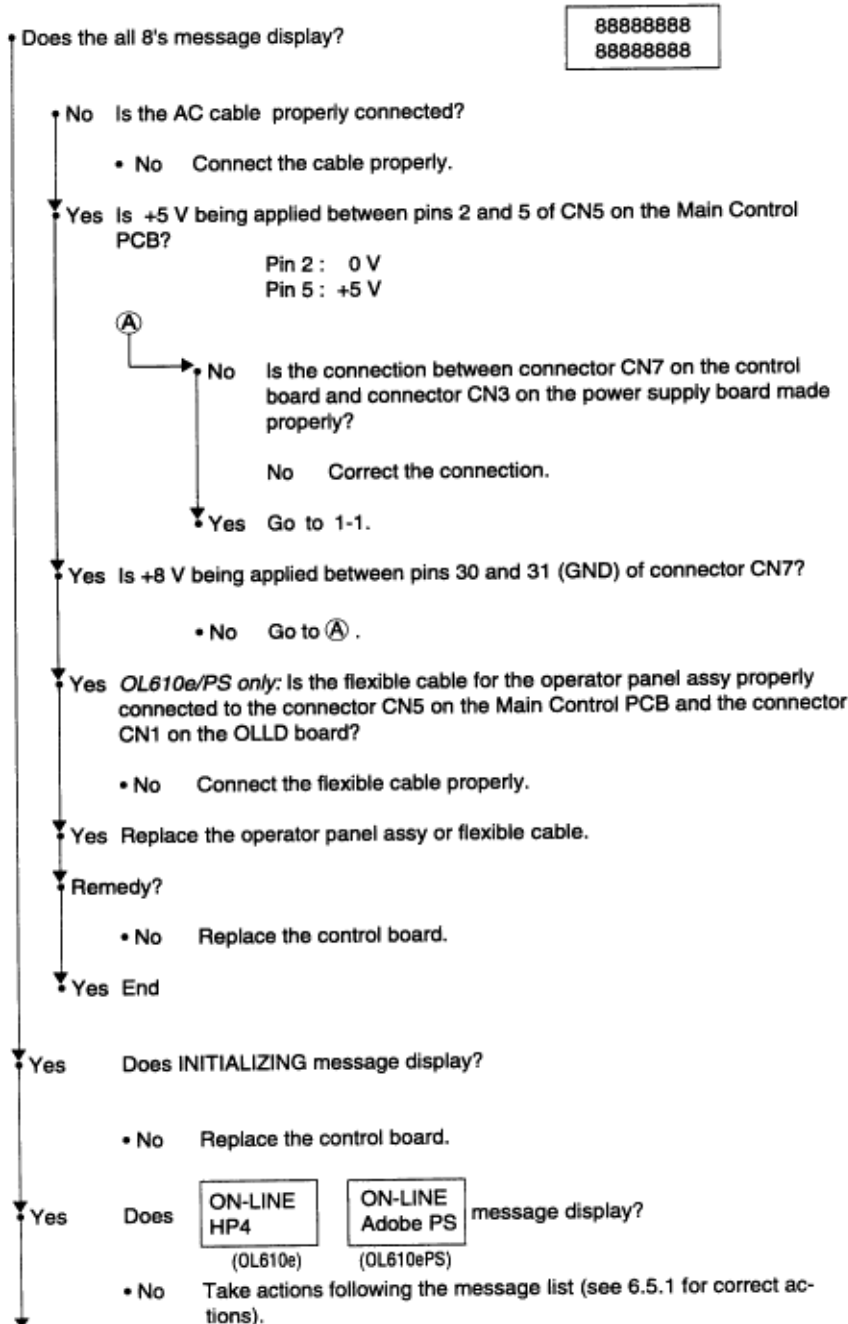 • Does the all 8's message display?
88888888
88888888
• No Is the AC cable properly connected?
• No Connect the cable properly.
Yes Is +5 V being applied between pins 2 and 5 of CN5 on the Main Control
PCB?
Pin 2 : 0 V
Pin 5 : +5 V
Ⓐ
• No Is the connection between connector CN7 on the control
board and connector CN3 on the power supply board made
properly?
No Correct the connection.
Yes Go to 1-1.
Yes Is +8 V being applied between pins 30 and 31 (GND) of connector CN7?
• No Go to Ⓐ .
Yes OL610e/PS only: Is the flexible cable for the operator panel assy properly
connected to the connector CN5 on the Main Control PCB and the connector
CN1 on the OLLD board?
• No Connect the flexible cable properly.
Yes Replace the operator panel assy or flexible cable.
Remedy?
• No Replace the control board.
Yes End
Yes Does INITIALIZING message display?
• No Replace the control board.
Yes Does ON-LINE HP4 ON-LINE Adobe PS message display?
(OL610e) (OL610ePS)
• No Take actions following the message list (see 6.5.1 for correct ac-
tions).